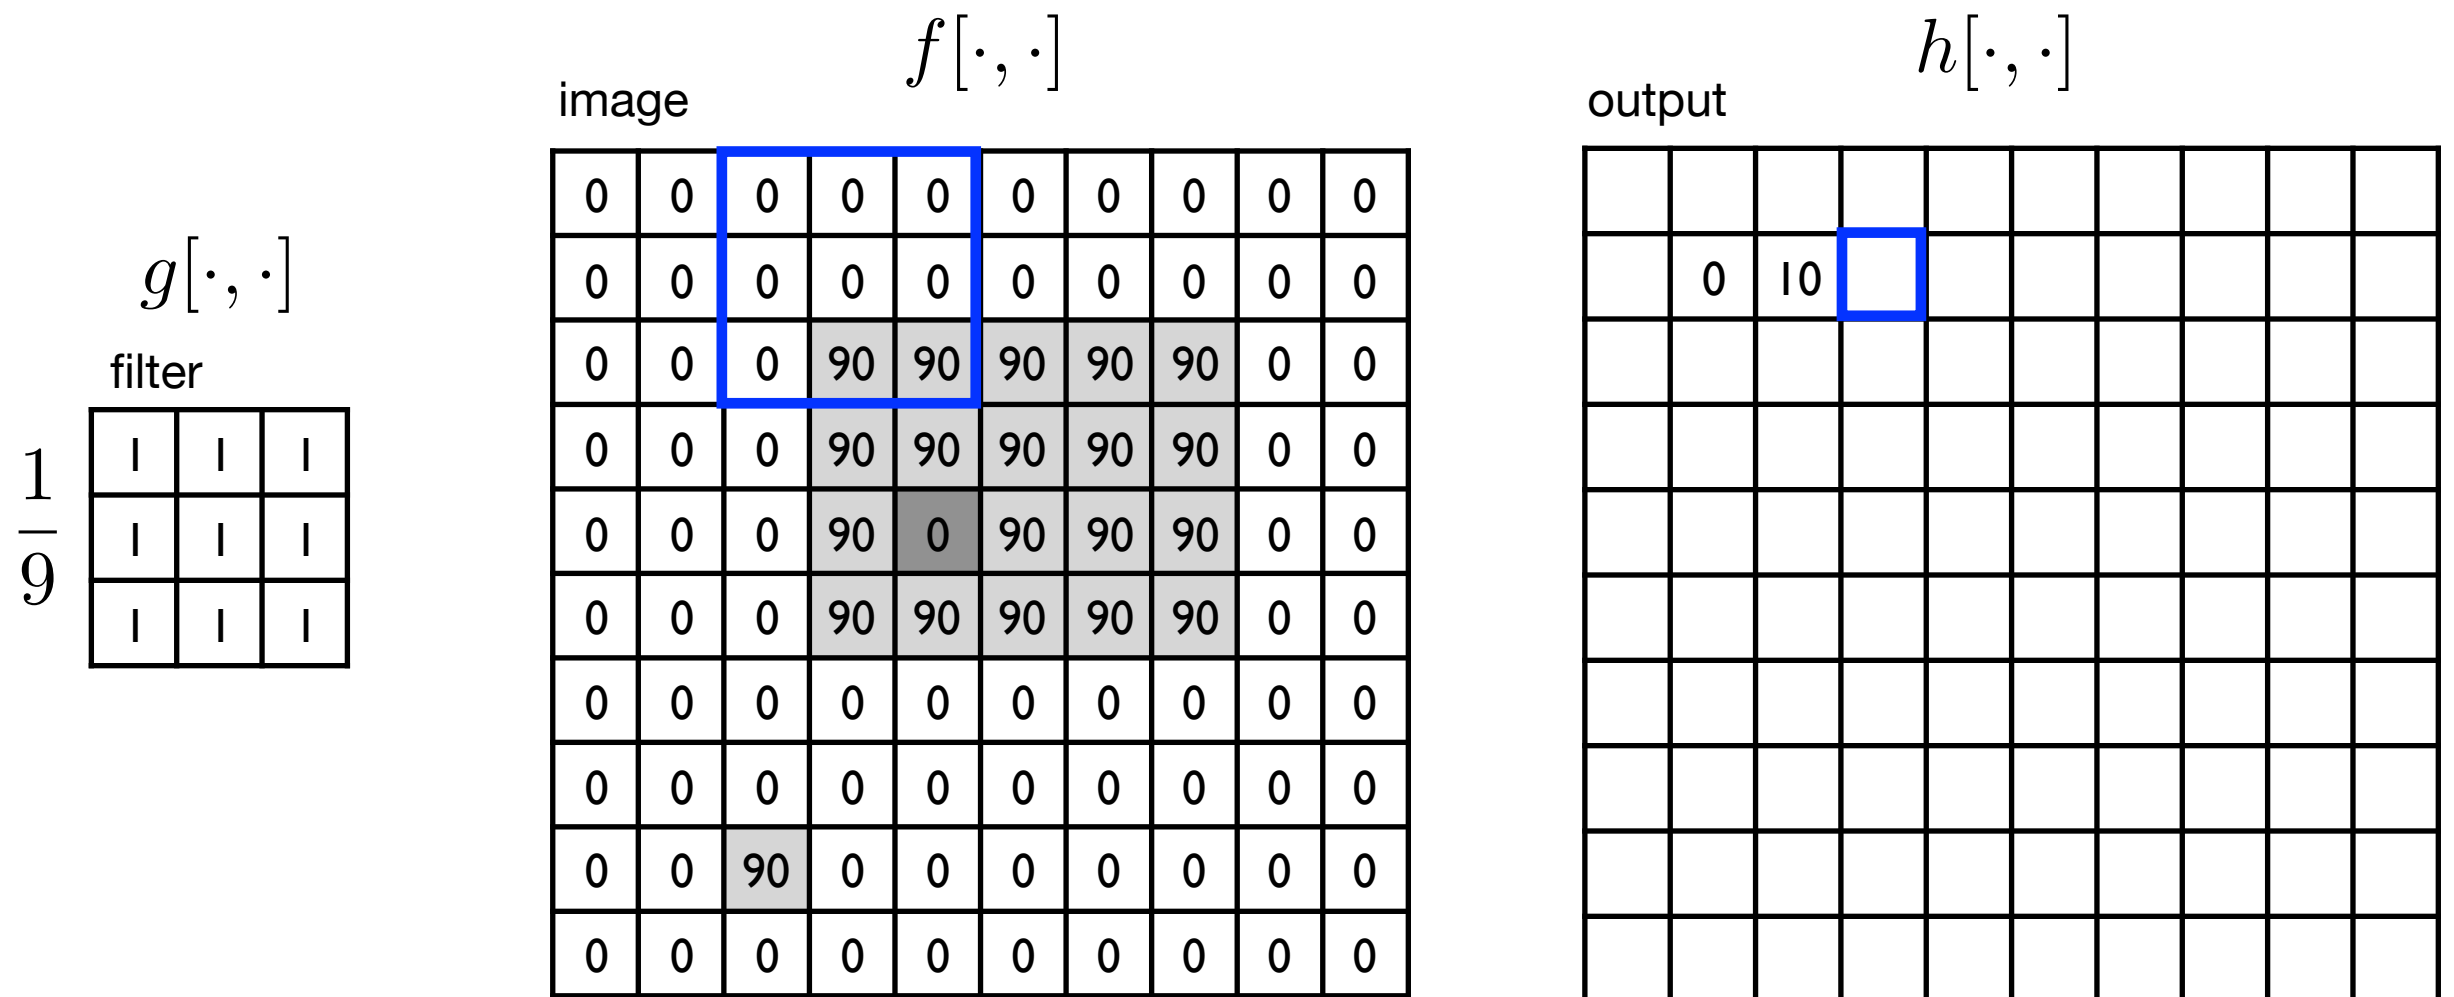 f[·,·]
h[·,·]
image
output
g[·,·]
filter
1/9
1 1 1
1 1 1
1 1 1
0 0 0 0 0 0 0 0 0 0
0 0 0 0 0 0 0 0 0 0
0 0 0 90 90 90 90 90 0 0
0 0 0 90 90 90 90 90 0 0
0 0 0 90 0 90 90 90 0 0
0 0 0 90 90 90 90 90 0 0
0 0 0 0 0 0 0 0 0 0
0 0 0 0 0 0 0 0 0 0
0 0 90 0 0 0 0 0 0 0
0 0 0 0 0 0 0 0 0 0
0 10